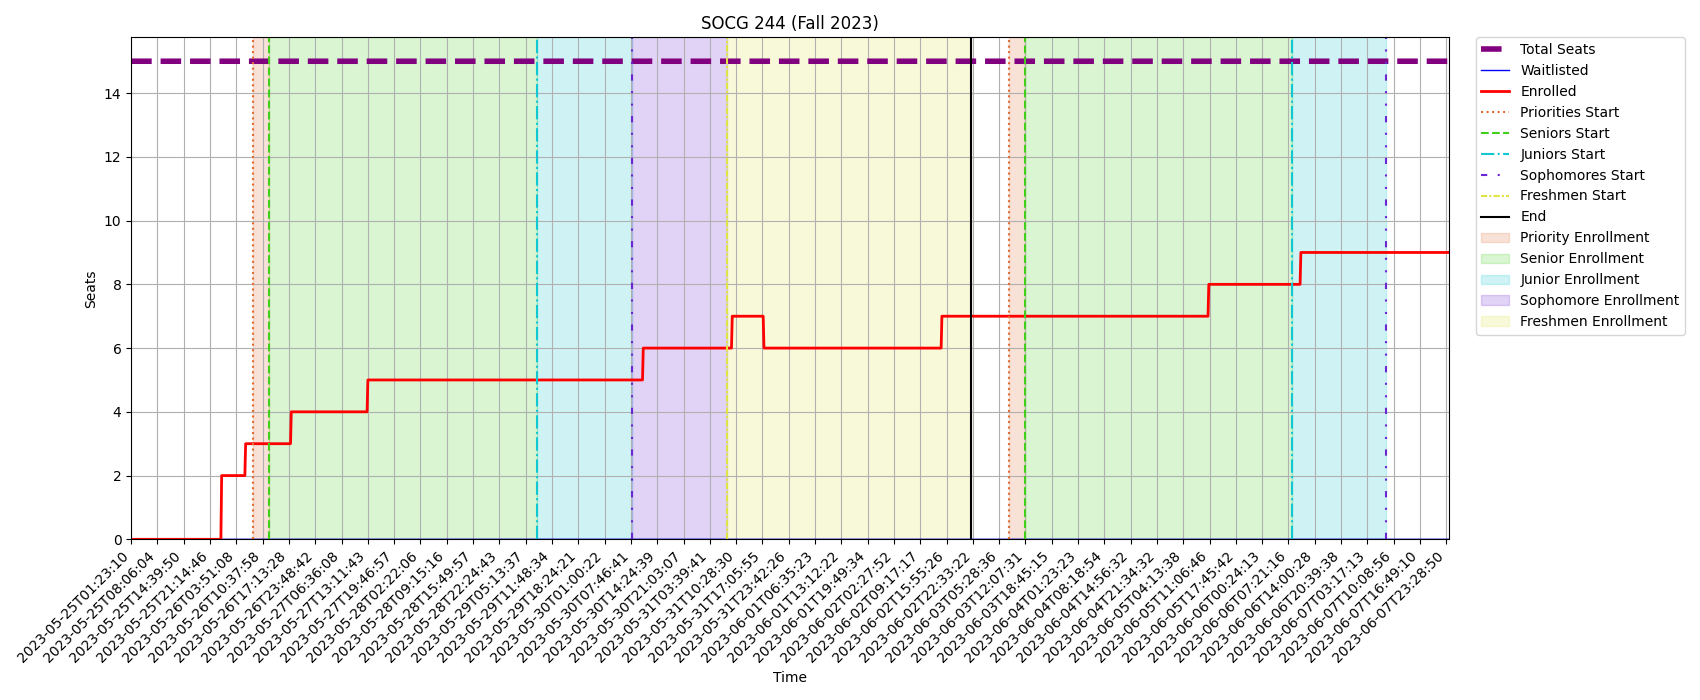 SOCG 244 (Fall 2023)
Seats
14
12
10
8
6
4
2
0
2023-05-25T01:23:10
2023-05-25T08:06:04
2023-05-25T14:39:50
2023-05-25T21:14:46
2023-05-26T03:51:08
2023-05-26T10:37:58
2023-05-26T17:13:28
2023-05-26T23:48:42
2023-05-27T06:36:08
2023-05-27T13:11:43
2023-05-27T19:46:57
2023-05-28T02:22:06
2023-05-28T09:15:16
2023-05-28T15:49:57
2023-05-28T22:24:43
2023-05-29T05:13:37
2023-05-29T11:48:34
2023-05-29T18:24:21
2023-05-30T01:00:22
2023-05-30T07:46:41
2023-05-30T14:24:39
2023-05-30T21:03:07
2023-05-31T03:39:41
2023-05-31T10:28:30
2023-05-31T17:05:55
2023-05-31T23:42:26
2023-06-01T06:35:23
2023-06-01T13:12:22
2023-06-01T19:49:34
2023-06-02T02:27:52
2023-06-02T09:17:17
2023-06-02T15:55:26
2023-06-02T22:33:22
2023-06-03T05:28:36
2023-06-03T12:07:31
2023-06-03T18:45:15
2023-06-04T01:23:23
2023-06-04T08:18:54
2023-06-04T14:56:32
2023-06-04T21:34:32
2023-06-05T04:13:38
2023-06-05T11:06:46
2023-06-05T17:45:42
2023-06-06T00:24:13
2023-06-06T07:21:16
2023-06-06T14:00:28
2023-06-06T20:39:38
2023-06-07T03:17:13
2023-06-07T10:08:56
2023-06-07T16:49:10
2023-06-07T23:28:50
Time
Total Seats
Waitlisted
Enrolled
Priorities Start
Seniors Start
Juniors Start
Sophomores Start
Freshmen Start
End
Priority Enrollment
Senior Enrollment
Junior Enrollment
Sophomore Enrollment
Freshmen Enrollment